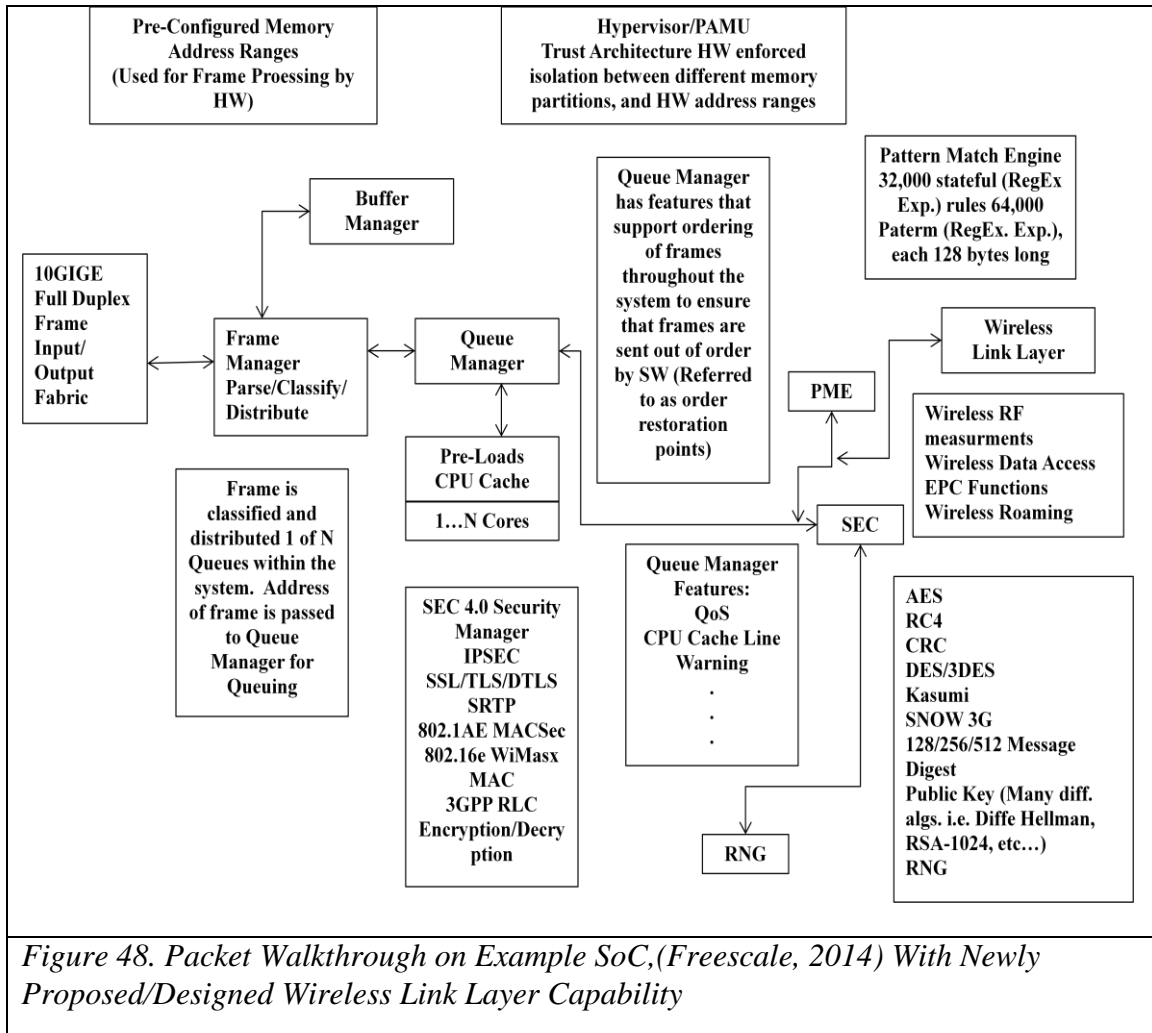 Pre-Configured Memory
Address Ranges
(Used for Frame Proessing by
HW)
Hypervisor/PAMU
Trust Architecture HW enforced
isolation between different memory
partitions, and HW address ranges
Pattern Match Engine
32,000 stateful (RegEx
Exp.) rules 64,000
Paterm (RegEx. Exp.),
each 128 bytes long
Queue Manager
has features that
support ordering
of frames
throughout the
system to ensure
that frames are
sent out of order
by SW (Referred
to as order
restoration
points)
Buffer
Manager
10GIGE
Full Duplex
Frame
Input/
Output
Fabric
Frame
Manager
Parse/Classify/
Distribute
Queue
Manager
Wireless
Link Layer
PME
Pre-Loads
CPU Cache
1…N Cores
Wireless RF
measurments
Wireless Data Access
EPC Functions
Wireless Roaming
SEC
Frame is
classified and
distributed 1 of N
Queues within the
system. Address
of frame is passed
to Queue
Manager for
Queuing
SEC 4.0 Security
Manager
IPSEC
SSL/TLS/DTLS
SRTP
802.1AE MACSec
802.16e WiMasx
MAC
3GPP RLC
Encryption/Decry
ption
Queue Manager
Features:
QoS
CPU Cache Line
Warning
.
.
.
AES
RC4
CRC
DES/3DES
Kasumi
SNOW 3G
128/256/512 Message
Digest
Public Key (Many diff.
algs. i.e. Diffe Hellman,
RSA-1024, etc…)
RNG
RNG
Figure 48. Packet Walkthrough on Example SoC,(Freescale, 2014) With Newly
Proposed/Designed Wireless Link Layer Capability